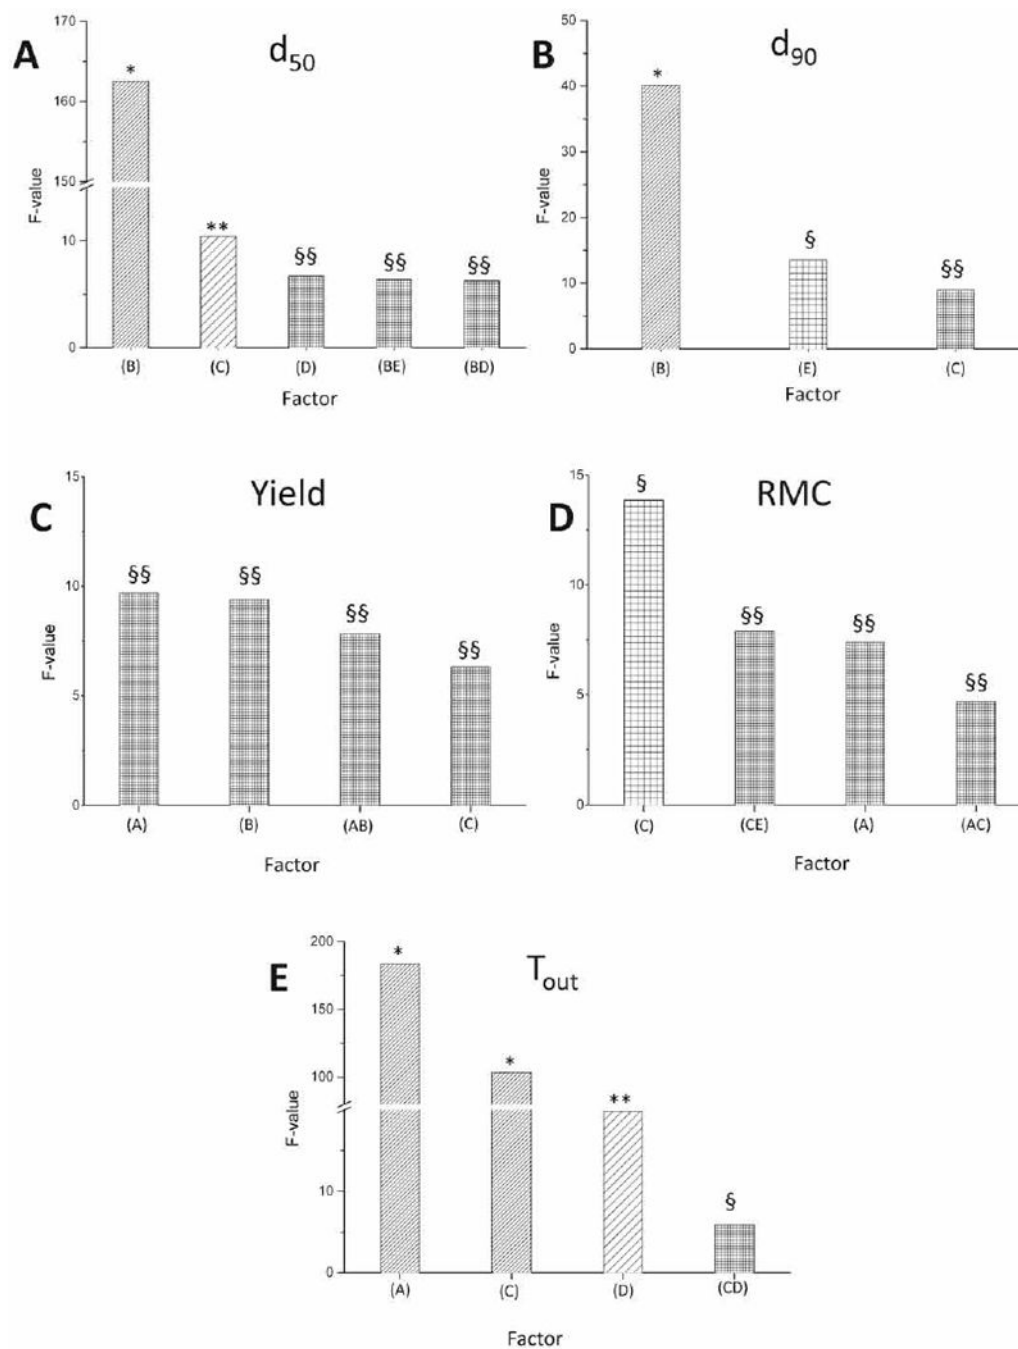 A
d50
F-value
170
160
150
10
0
*
**
§§
§§
§§
(B) (C) (D) (BE) (BD)
Factor
B
d90
F-value
50
40
30
20
10
0
*
§
§§
(B) (E) (C)
Factor
C
Yield
F-value
15
10
5
0
§§
§§
§§
§§
(A) (B) (AB) (C)
Factor
D
RMC
F-value
15
10
5
0
§
§§
§§
§§
(C) (CE) (A) (AC)
Factor
E
Tout
F-value
200
150
100
10
0
*
*
**
§
(A) (C) (D) (CD)
Factor